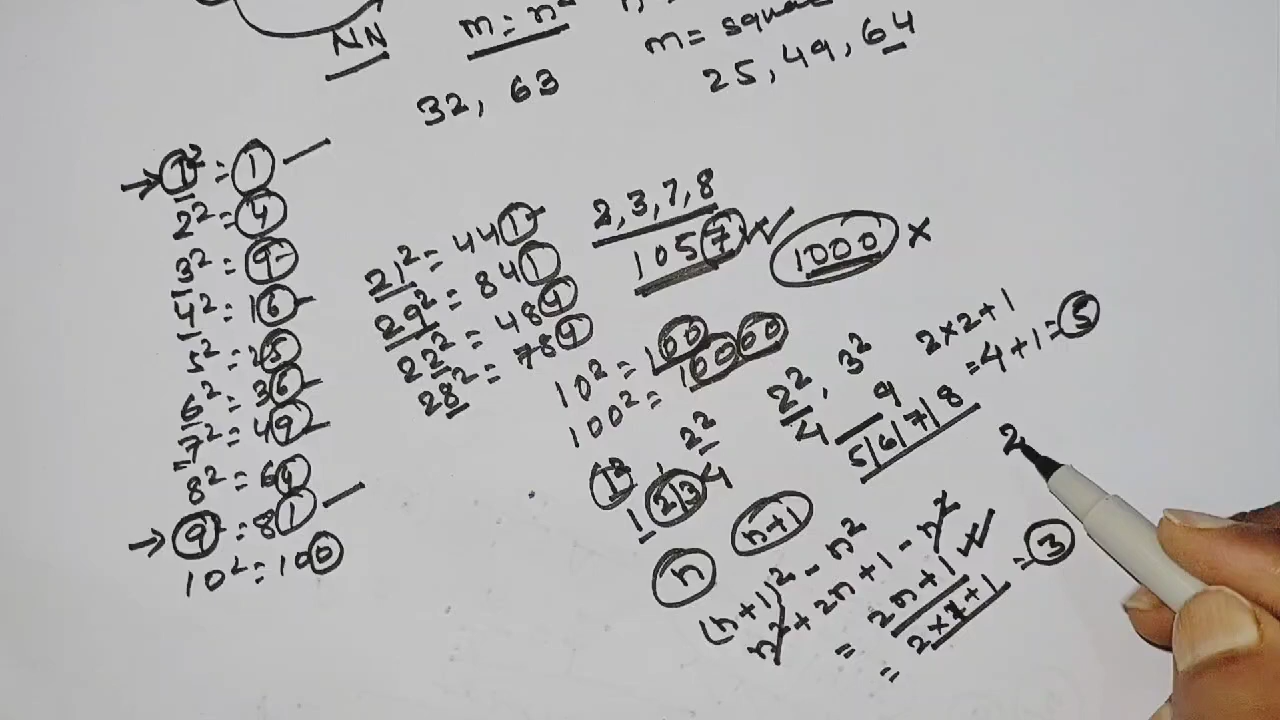 NN
m = n²
m = square
32, 63
25, 49, 64
1² = 1
2² = 4
3² = 9
4² = 16
5² = 25
6² = 36
7² = 49
8² = 64
9² = 81
10² = 100
21² = 441
29² = 841
22² = 484
28² = 784
2, 3, 7, 8
1057
1000 ×
10² = 100
100² = 10000
1² 2²
1 2|3 4
2², 3²
4 9
5|6|7|8
2×2+1
= 4+1 = 5
2
n n+1
(n+1)² - n²
n² + 2n + 1 - n²
= 2n+1
= 2×1+1 = 3